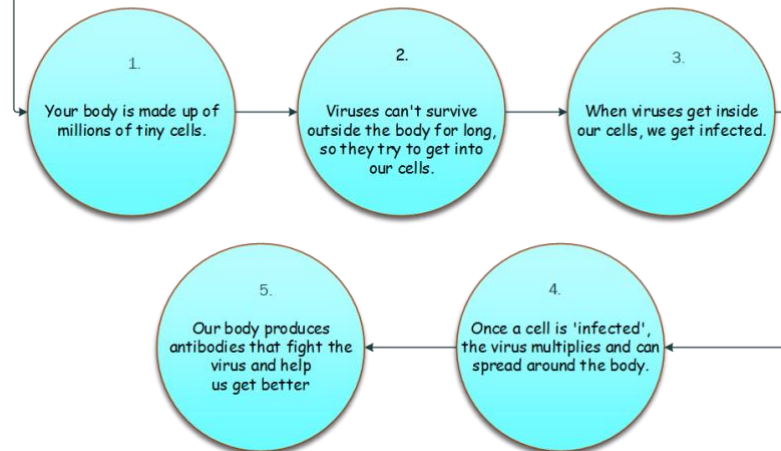 1.
Your body is made up of
millions of tiny cells.
2.
Viruses can't survive
outside the body for long,
so they try to get into
our cells.
3.
When viruses get inside
our cells, we get infected.
4.
Once a cell is 'infected',
the virus multiplies and can
spread around the body.
5.
Our body produces
antibodies that fight the
virus and help
us get better